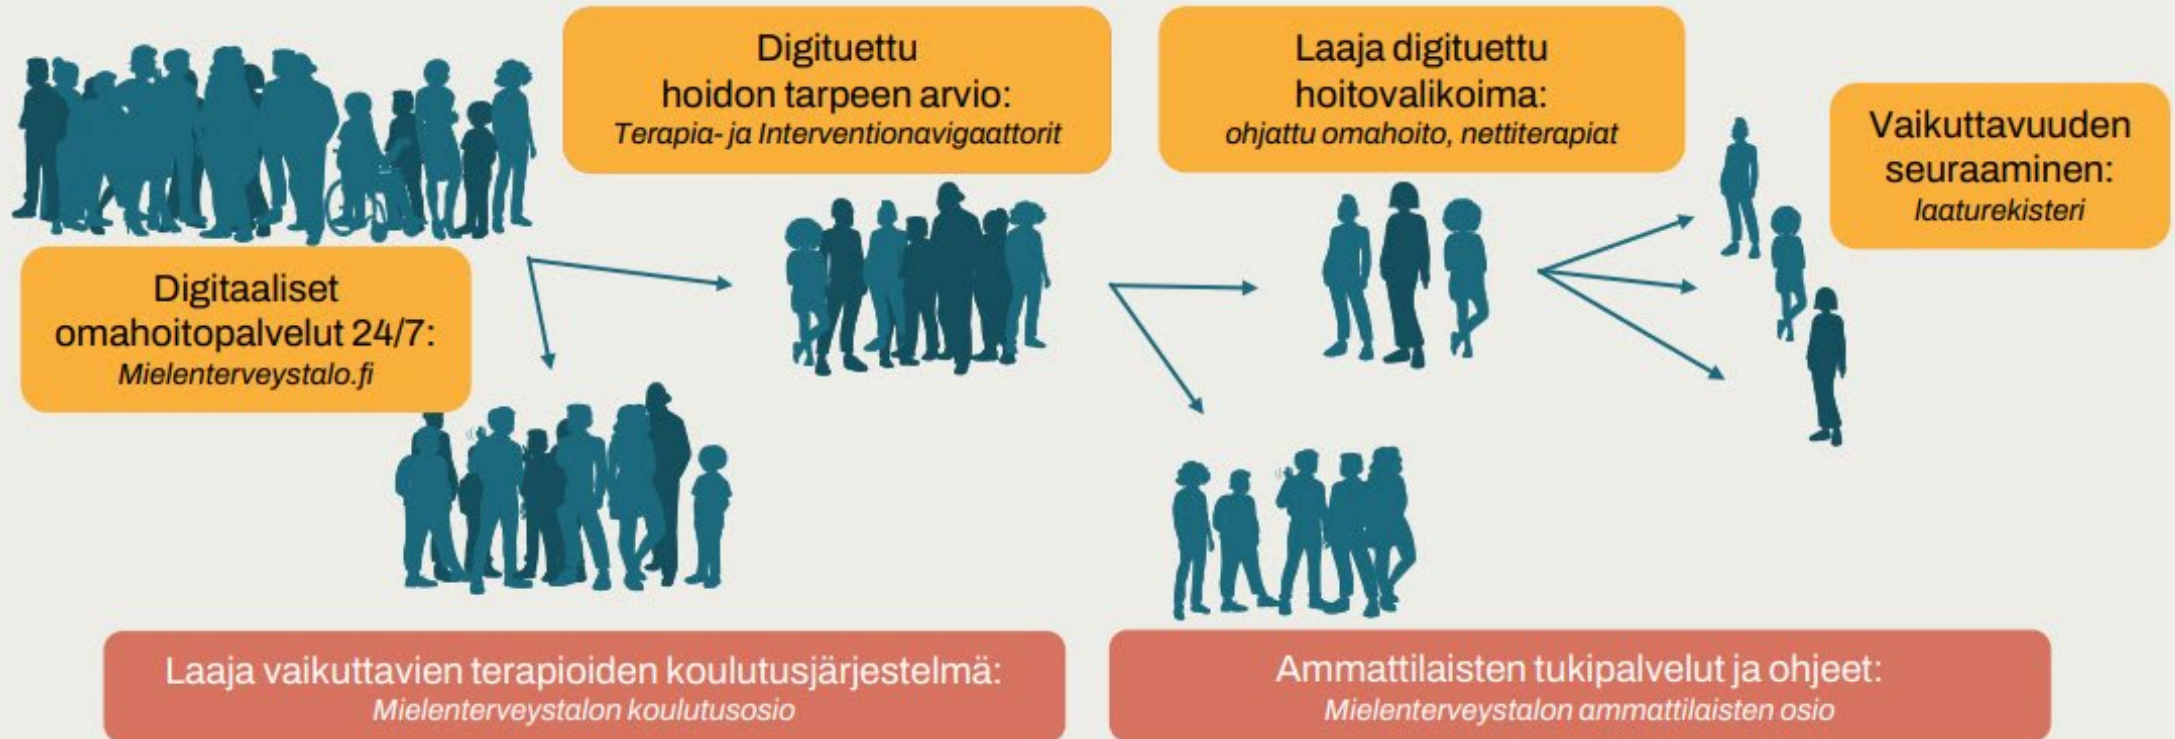 Digitaaliset
omahoitopalvelut 24/7:
Mielenterveystalo.fi
Digituettu
hoidon tarpeen arvio:
Terapia- ja Interventionavigaattorit
Laaja digituettu
hoitovalikoima:
ohjattu omahoito, nettiterapiat
Vaikuttavuuden
seuraaminen:
laaturekisteri
Laaja vaikuttavien terapioiden koulutusjärjestelmä:
Mielenterveystalon koulutusosio
Ammattilaisten tukipalvelut ja ohjeet:
Mielenterveystalon ammattilaisten osio